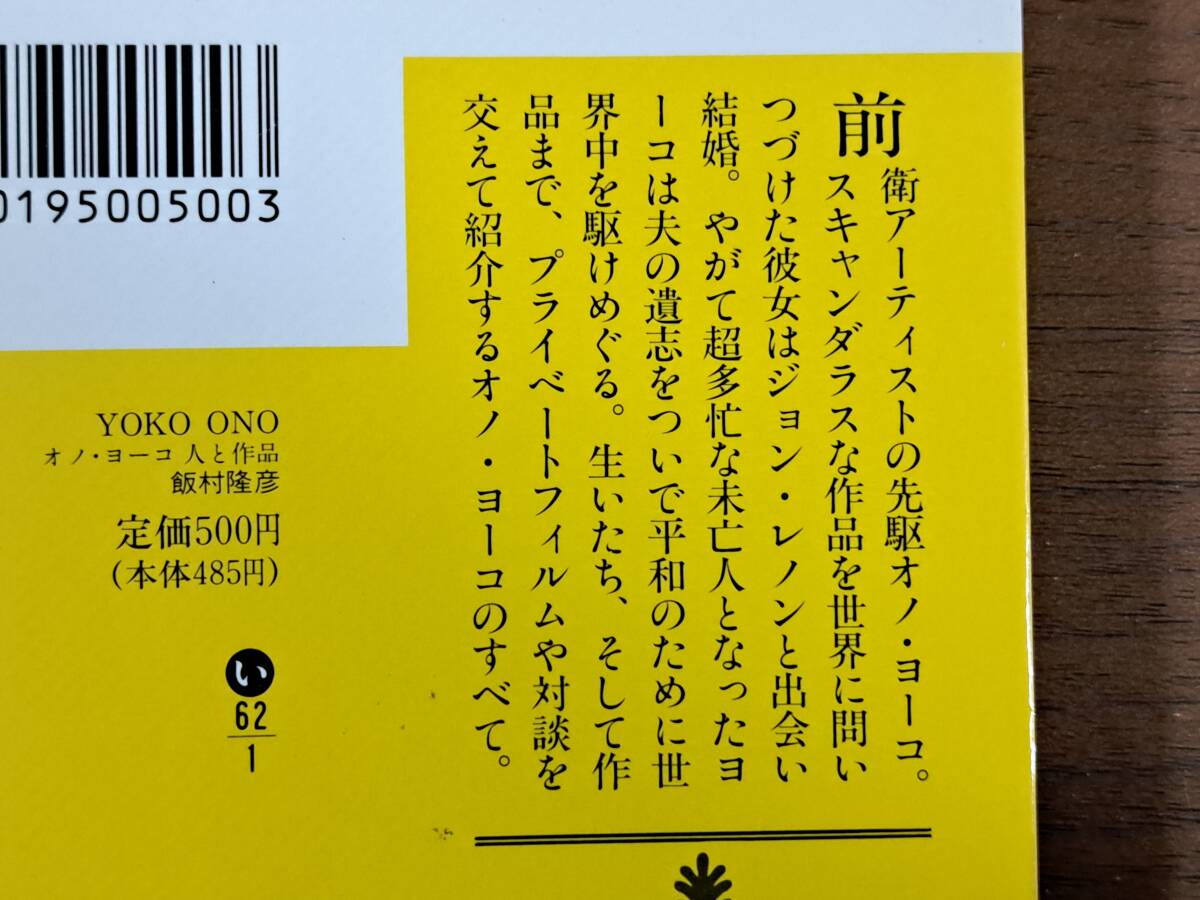 前衛アーティストの先駆オノ・ヨーコ。
スキャンダラスな作品を世界に問い
つづけた彼女はジョン・レノンと出会い
結婚。やがて超多忙な未亡人となったヨ
ーコは夫の遺志をついで平和のために世
界中を駆けめぐる。生いたち、そして作
品まで、プライベートフィルムや対談を
交えて紹介するオノ・ヨーコのすべて。
0195005003
YOKO ONO
オノ・ヨーコ 人と作品
飯村隆彦
定価500円
(本体485円)
い
62
1